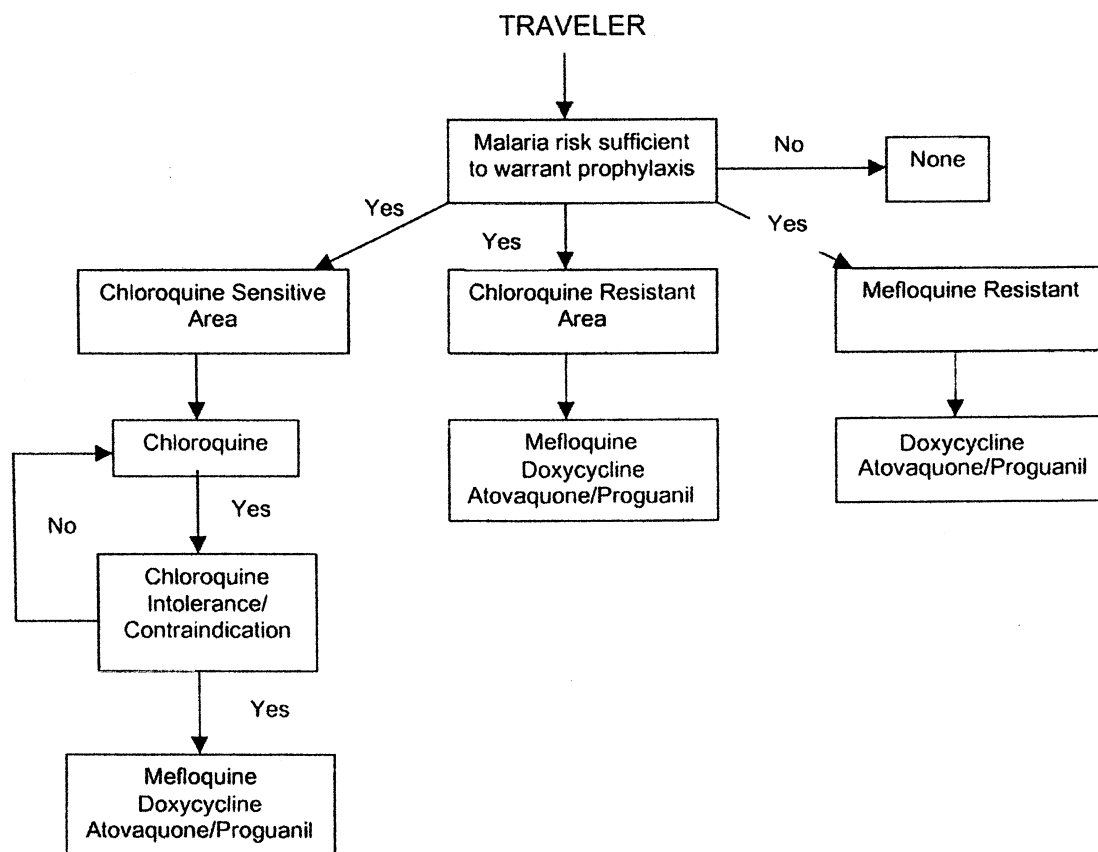 TRAVELER
Malaria risk sufficient
to warrant prophylaxis
No
None
Yes
Yes
Yes
Chloroquine Sensitive
Area
Chloroquine Resistant
Area
Mefloquine Resistant
Chloroquine
Mefloquine
Doxycycline
Atovaquone/Proguanil
Doxycycline
Atovaquone/Proguanil
No
Yes
Chloroquine
Intolerance/
Contraindication
Yes
Mefloquine
Doxycycline
Atovaquone/Proguanil